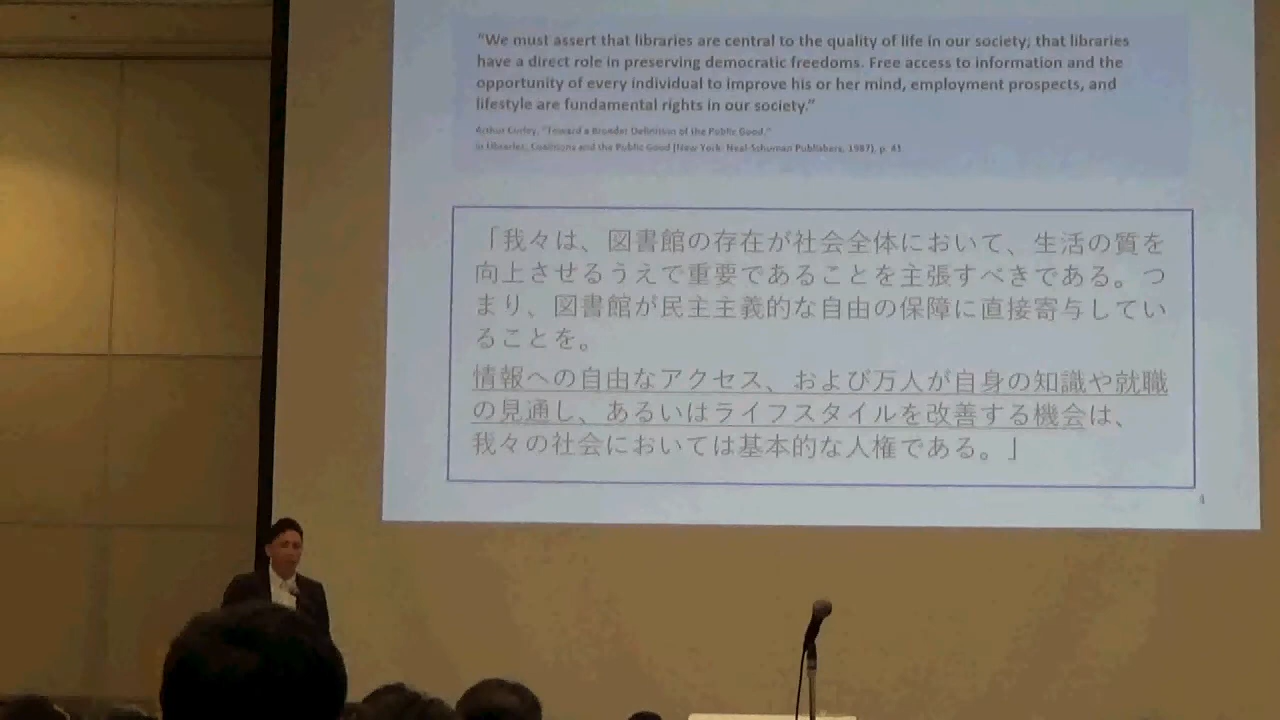 “We must assert that libraries are central to the quality of life in our society; that libraries
have a direct role in preserving democratic freedoms. Free access to information and the
opportunity of every individual to improve his or her mind, employment prospects, and
lifestyle are fundamental rights in our society.”
Arthur Curley, “Toward a Broader Definition of the Public Good,”
in Libraries, Coalitions and the Public Good (New York: Neal-Schuman Publishers, 1987), p.
「我々は、図書館の存在が社会全体において、生活の質を
向上させるうえで重要であることを主張すべきである。つ
まり、図書館が民主主義的な自由の保障に直接寄与してい
ることを。
情報への自由なアクセス、および万人が自身の知識や就職
の見通し、あるいはライフスタイルを改善する機会は、
我々の社会においては基本的な人権である。」